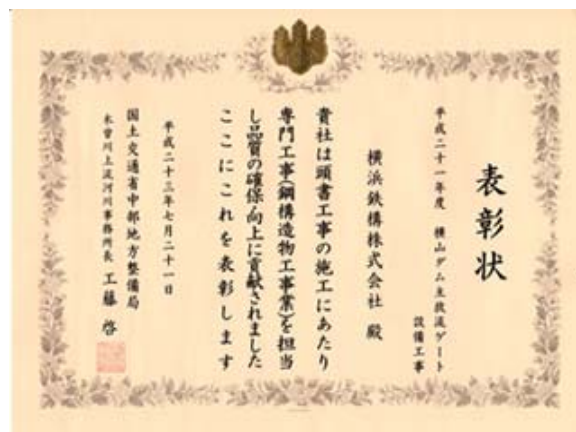 表彰状
平成二十一年度 横山ダム主放流ゲート
設備工事
横浜鉄構株式会社 殿
貴社は頭書工事の施工にあたり
専門工事(鋼構造物工事業)を担当
し品質の確保・向上に貢献されました
ここにこれを表彰します
平成二十三年七月二十一日
国土交通省中部地方整備局
木曽川上流河川事務所長 工藤 啓